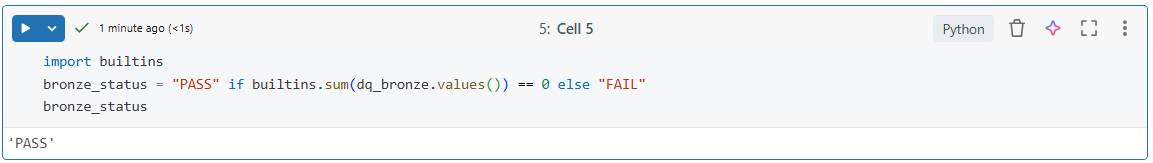 1 minute ago (<1s)
5: Cell 5
Python
import builtins
bronze_status = "PASS" if builtins.sum(dq_bronze.values()) == 0 else "FAIL"
bronze_status
'PASS'